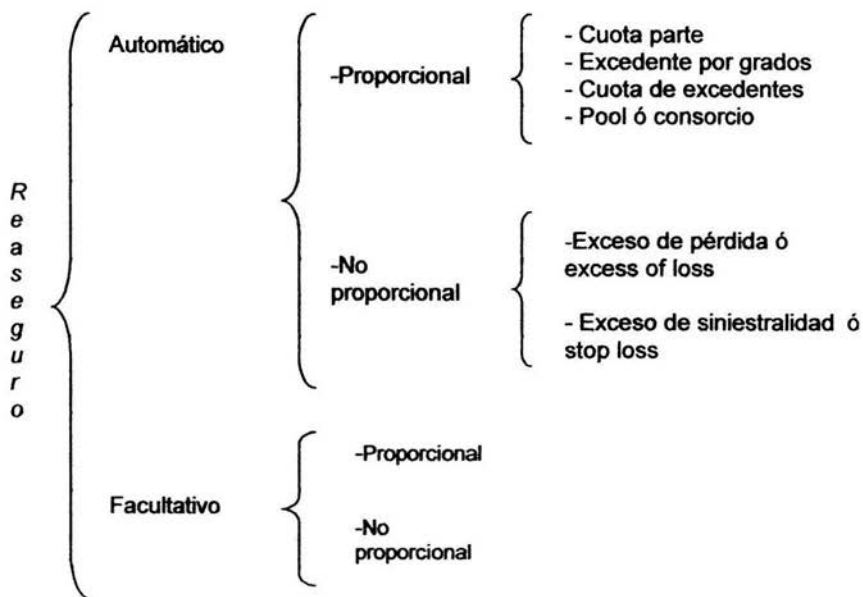 Reaseguro
Automático
-Proporcional
- Cuota parte
- Excedente por grados
- Cuota de excedentes
- Pool ó consorcio
-No
proporcional
-Exceso de pérdida ó
excess of loss
- Exceso de siniestralidad ó
stop loss
Facultativo
-Proporcional
-No
proporcional